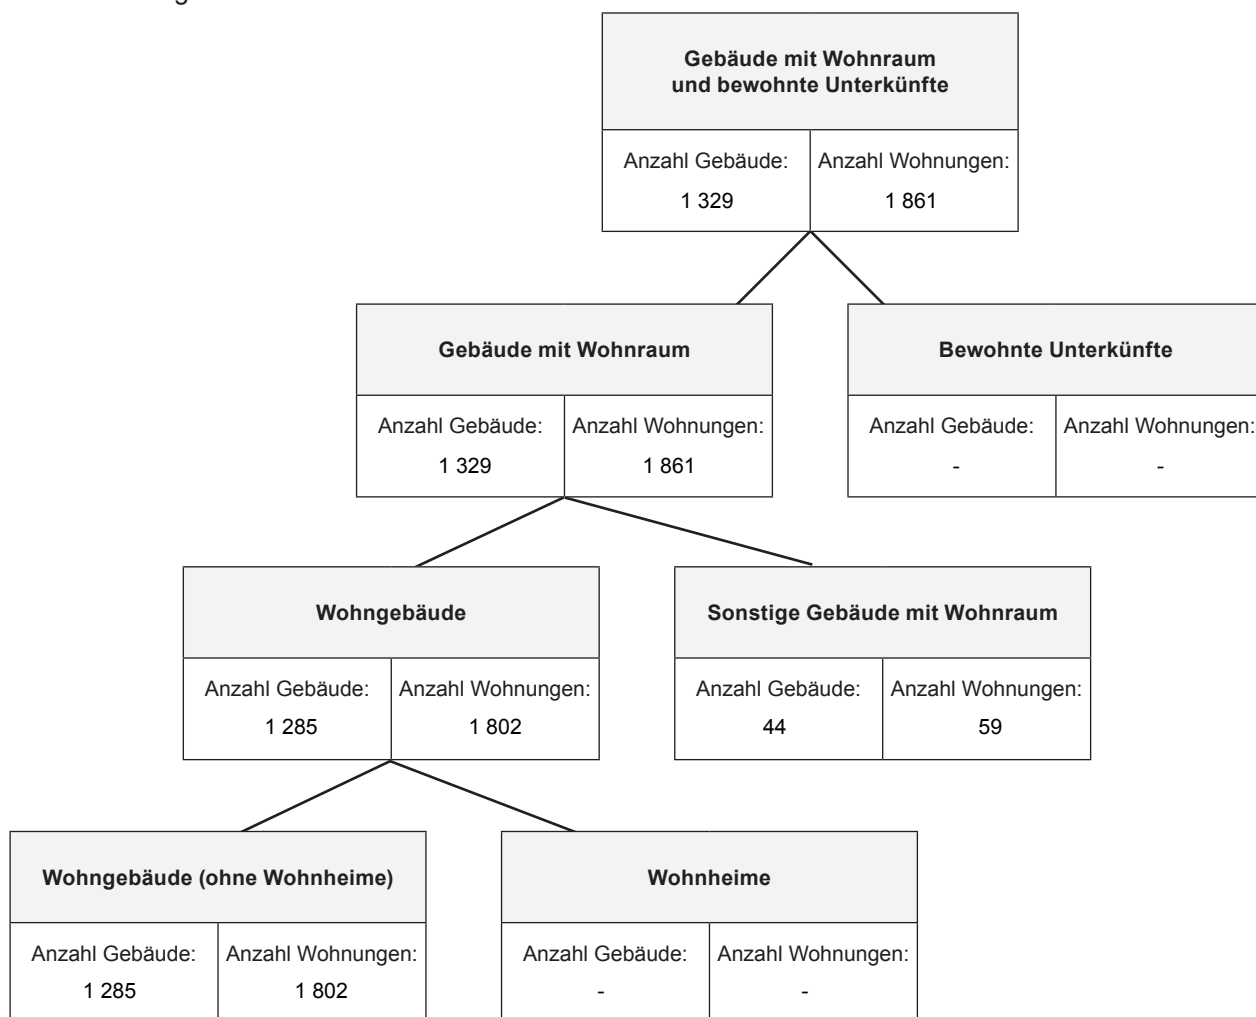 Gebäude mit Wohnraum
und bewohnte Unterkünfte
Anzahl Gebäude: Anzahl Wohnungen:
1 329 1 861
Gebäude mit Wohnraum Bewohnte Unterkünfte
Anzahl Gebäude: Anzahl Wohnungen: Anzahl Gebäude: Anzahl Wohnungen:
1 329 1 861 - -
Wohngebäude Sonstige Gebäude mit Wohnraum
Anzahl Gebäude: Anzahl Wohnungen: Anzahl Gebäude: Anzahl Wohnungen:
1 285 1 802 44 59
Wohngebäude (ohne Wohnheime) Wohnheime
Anzahl Gebäude: Anzahl Wohnungen: Anzahl Gebäude: Anzahl Wohnungen:
1 285 1 802 - -